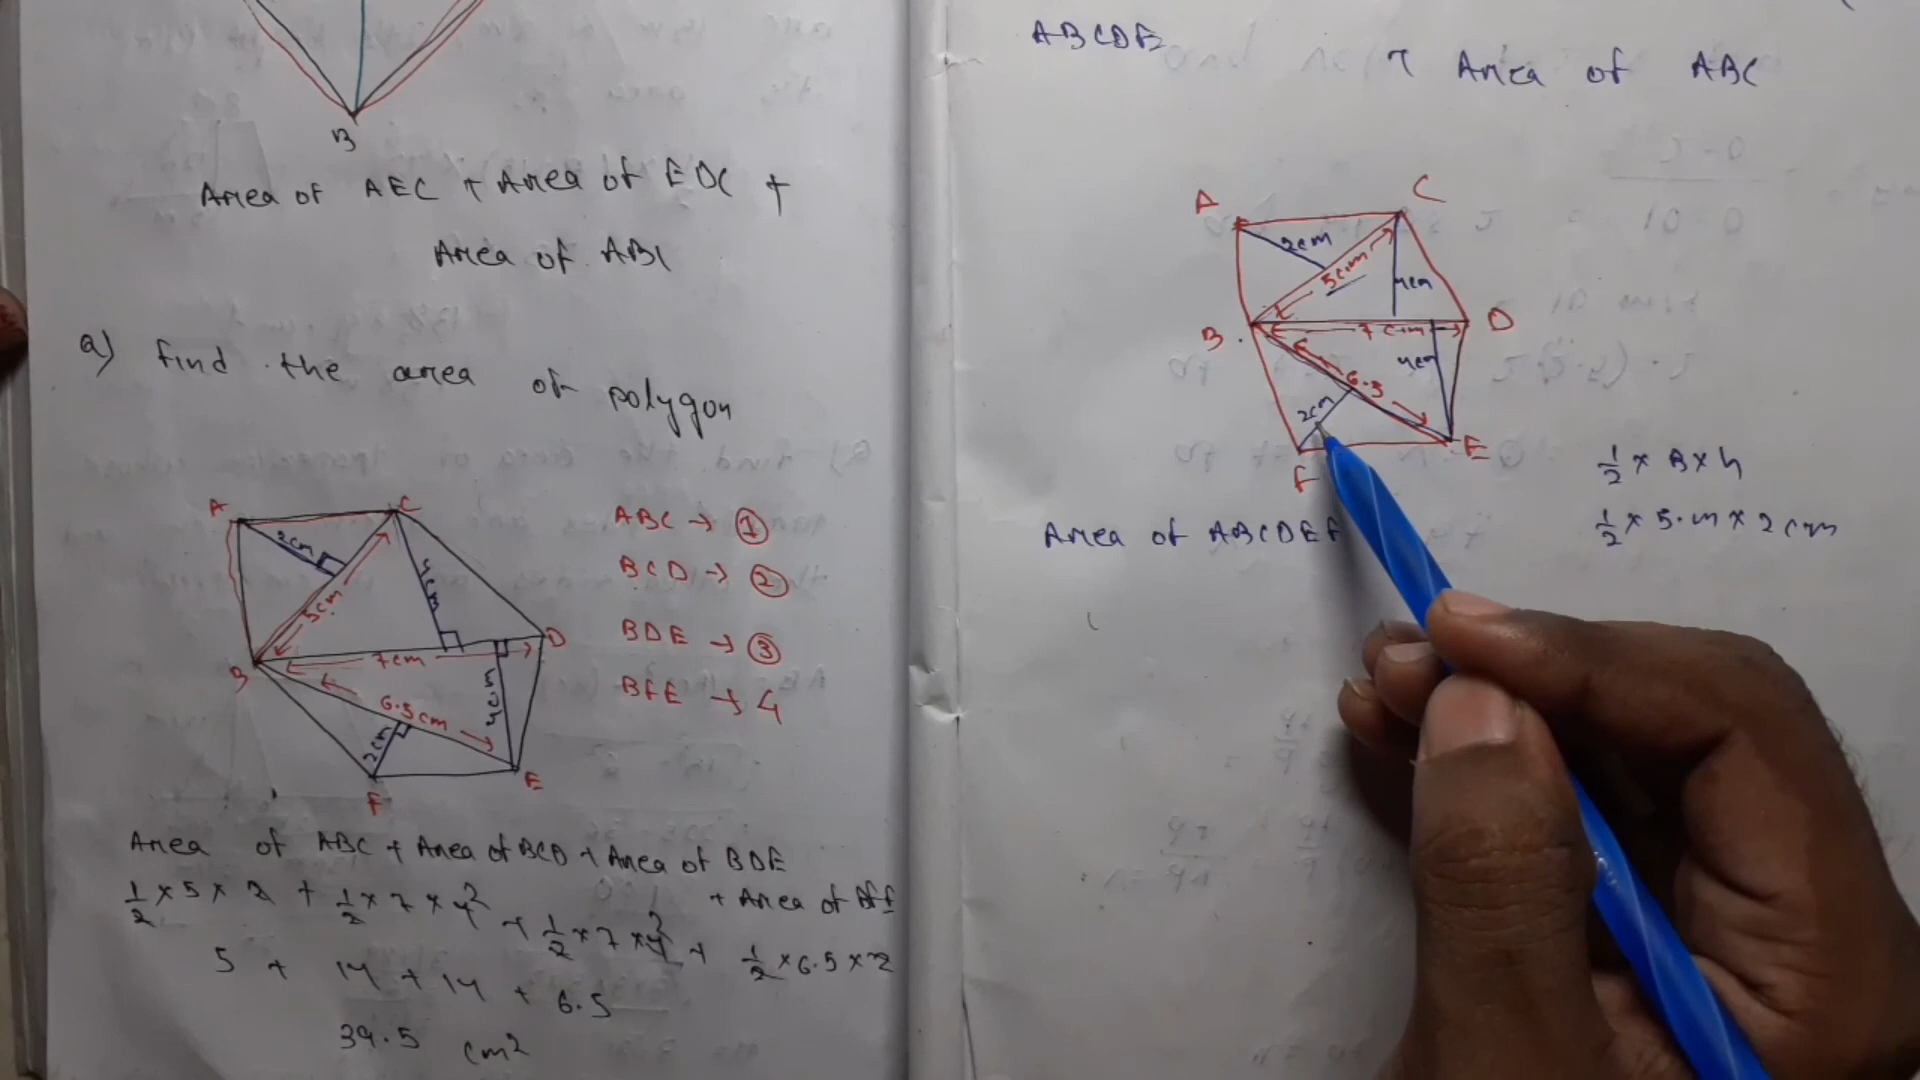 B
Area of AEC + Area of EDC +
Area of ABC
Q) find the area of polygon
A
C
2cm
4cm
5cm
B
7cm
D
6.5cm
4cm
2cm
F
E
ABC → 1
BCD → 2
BDE → 3
BFE → 4
Area of ABC + Area of BCD + Area of BDE
+ Area of
1/2 × 5 × 2 + 1/2 × 7 × 4 2 + 1/2 × 7 × 4 2 + 1/2 × 6.5 × 2
5 + 14 + 14 + 6.5
39.5 cm2
ABCDE
+ Area of ABC
A
C
2cm
5cm
4cm
B
7cm
D
4cm
6.5
2cm
E
F
1/2 × B × h
Area of ABCDEF
1/2 × 5cm × 2cm